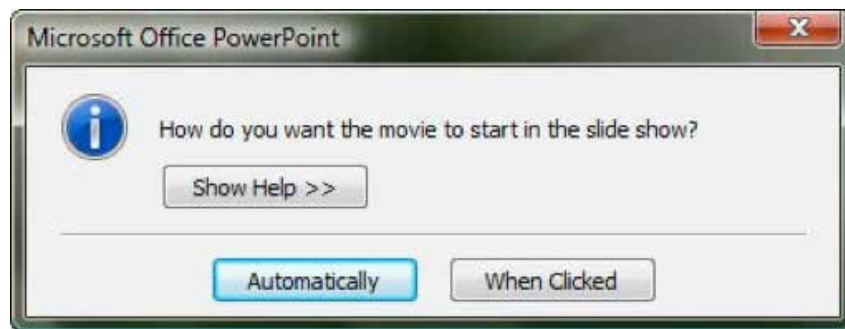 Microsoft Office PowerPoint
How do you want the movie to start in the slide show?
Show Help >>
Automatically When Clicked